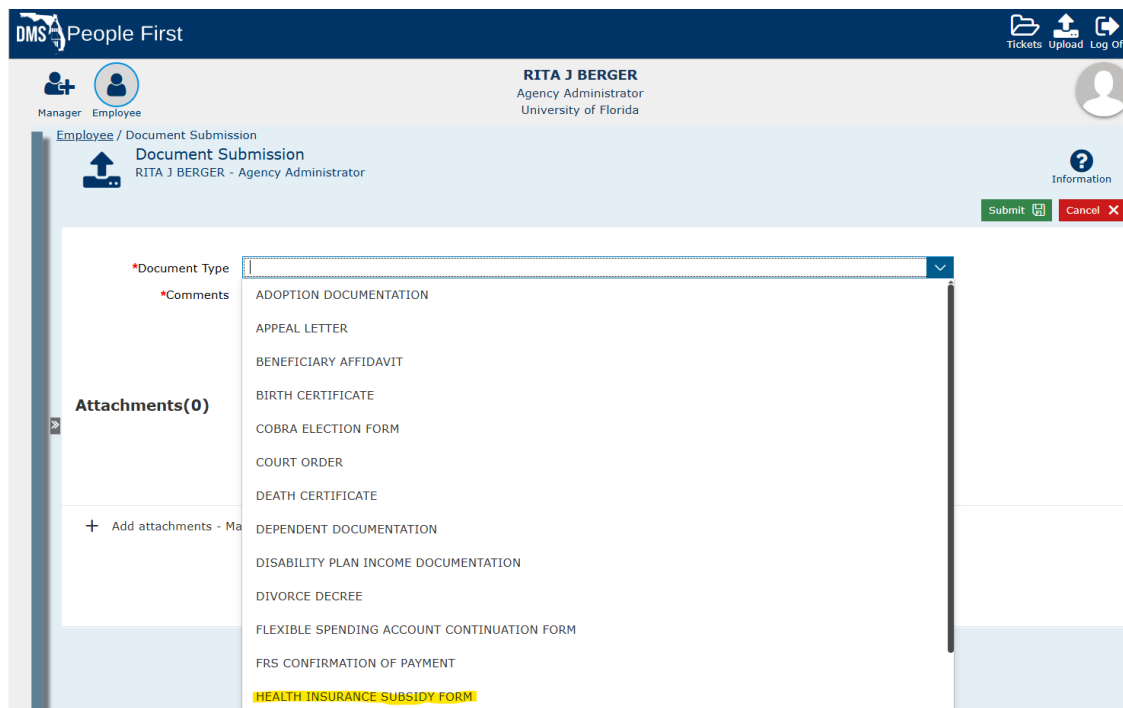 DMS People First
Tickets Upload Log Of
RITA J BERGER
Agency Administrator
University of Florida
Manager Employee
Employee / Document Submission
Document Submission
RITA J BERGER - Agency Administrator
Information
Submit Cancel
*Document Type
*Comments
ADOPTION DOCUMENTATION
APPEAL LETTER
BENEFICIARY AFFIDAVIT
BIRTH CERTIFICATE
Attachments(0)
COBRA ELECTION FORM
COURT ORDER
DEATH CERTIFICATE
+ Add attachments - Ma
DEPENDENT DOCUMENTATION
DISABILITY PLAN INCOME DOCUMENTATION
DIVORCE DECREE
FLEXIBLE SPENDING ACCOUNT CONTINUATION FORM
FRS CONFIRMATION OF PAYMENT
HEALTH INSURANCE SUBSIDY FORM